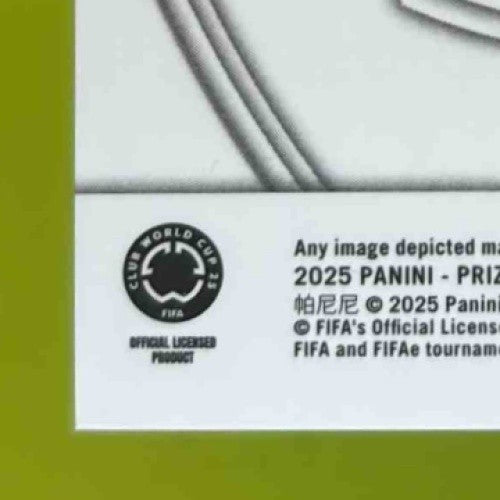 CLUB WORLD CUP 25
FIFA
OFFICIAL LICENSED
PRODUCT
Any image depicted ma
2025 PANINI - PRIZ
帕尼尼 © 2025 Panini
© FIFA's Official License
FIFA and FIFAe tourname